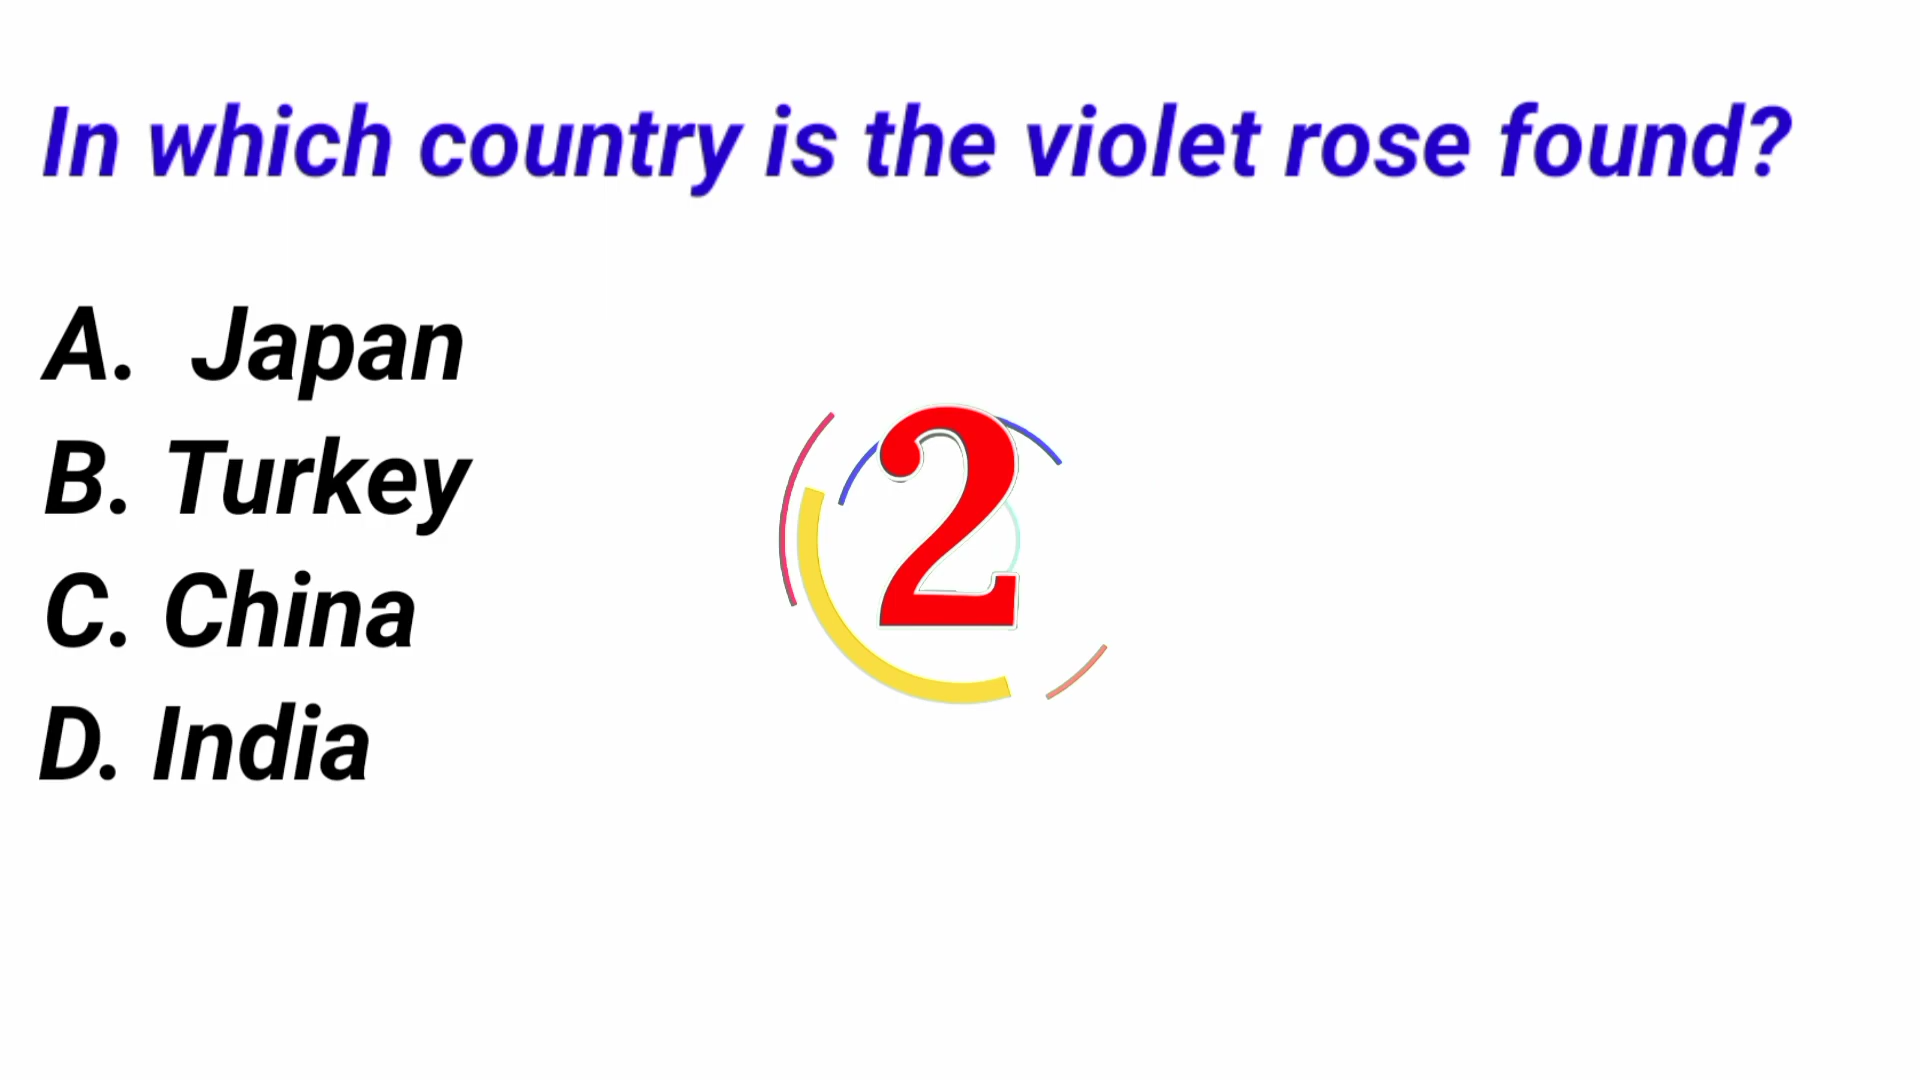 In which country is the violet rose found?
A. Japan
B. Turkey
2
C. China
D. India